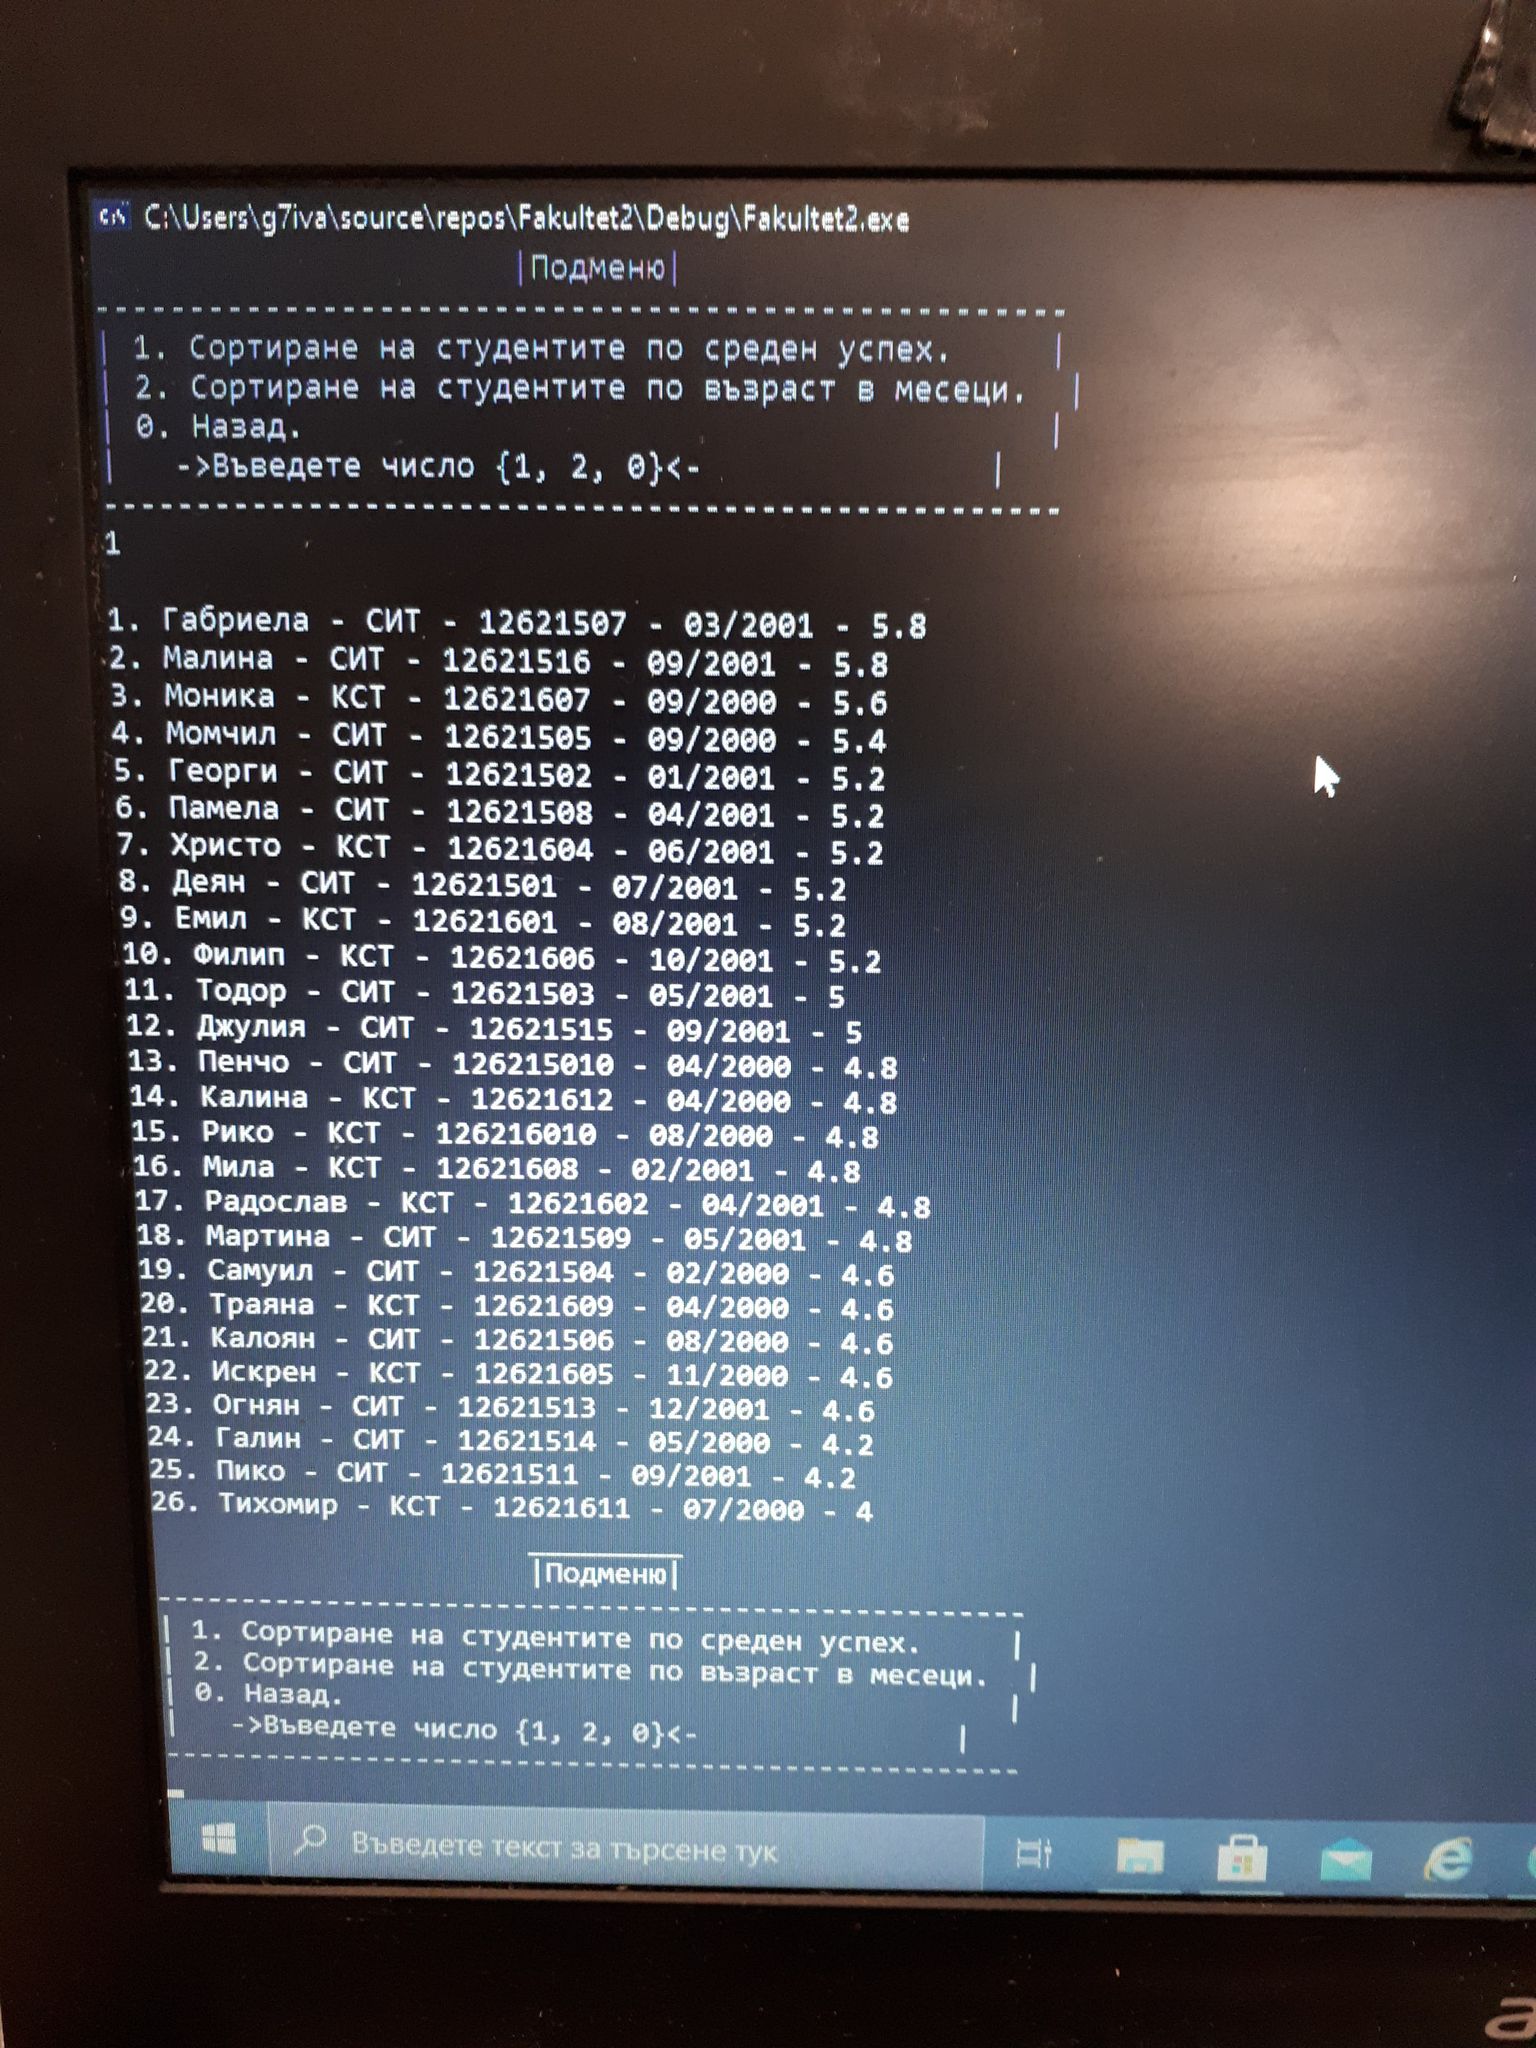 C:\Users\g7iva\source\repos\Fakultet2\Debug\Fakultet2.exe
|Подменю|
----------------------------------------------------
| 1. Сортиране на студентите по среден успех. |
| 2. Сортиране на студентите по възраст в месеци. |
| 0. Назад. |
| ->Въведете число {1, 2, 0}<- |
----------------------------------------------------
1
1. Габриела - СИТ - 12621507 - 03/2001 - 5.8
2. Малина - СИТ - 12621516 - 09/2001 - 5.8
3. Моника - КСТ - 12621607 - 09/2000 - 5.6
4. Момчил - СИТ - 12621505 - 09/2000 - 5.4
5. Георги - СИТ - 12621502 - 01/2001 - 5.2
6. Памела - СИТ - 12621508 - 04/2001 - 5.2
7. Христо - КСТ - 12621604 - 06/2001 - 5.2
8. Деян - СИТ - 12621501 - 07/2001 - 5.2
9. Емил - КСТ - 12621601 - 08/2001 - 5.2
10. Филип - КСТ - 12621606 - 10/2001 - 5.2
11. Тодор - СИТ - 12621503 - 05/2001 - 5
12. Джулия - СИТ - 12621515 - 09/2001 - 5
13. Пенчо - СИТ - 126215010 - 04/2000 - 4.8
14. Калина - КСТ - 12621612 - 04/2000 - 4.8
15. Рико - КСТ - 126216010 - 08/2000 - 4.8
16. Мила - КСТ - 12621608 - 02/2001 - 4.8
17. Радослав - КСТ - 12621602 - 04/2001 - 4.8
18. Мартина - СИТ - 12621509 - 05/2001 - 4.8
19. Самуил - СИТ - 12621504 - 02/2000 - 4.6
20. Траяна - КСТ - 12621609 - 04/2000 - 4.6
21. Калоян - СИТ - 12621506 - 08/2000 - 4.6
22. Искрен - КСТ - 12621605 - 11/2000 - 4.6
23. Огнян - СИТ - 12621513 - 12/2001 - 4.6
24. Галин - СИТ - 12621514 - 05/2000 - 4.2
25. Пико - СИТ - 12621511 - 09/2001 - 4.2
26. Тихомир - КСТ - 12621611 - 07/2000 - 4
|Подменю|
----------------------------------------------------
| 1. Сортиране на студентите по среден успех. |
| 2. Сортиране на студентите по възраст в месеци. |
| 0. Назад. |
| ->Въведете число {1, 2, 0}<- |
----------------------------------------------------
Въведете текст за търсене тук